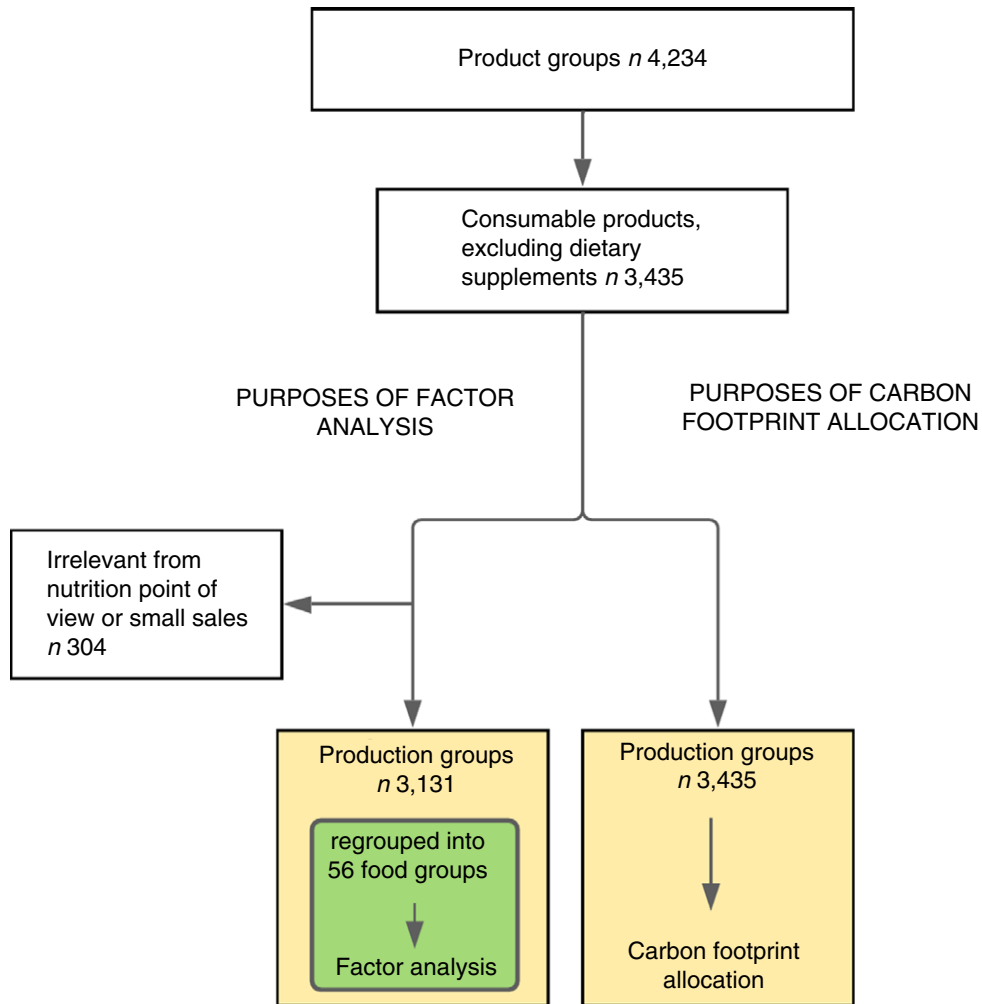 Product groups n 4,234
Consumable products,
excluding dietary
supplements n 3,435
PURPOSES OF FACTOR
ANALYSIS
PURPOSES OF CARBON
FOOTPRINT ALLOCATION
Irrelevant from
nutrition point of
view or small sales
n 304
Production groups
n 3,131
regrouped into
56 food groups
Factor analysis
Production groups
n 3,435
Carbon footprint
allocation